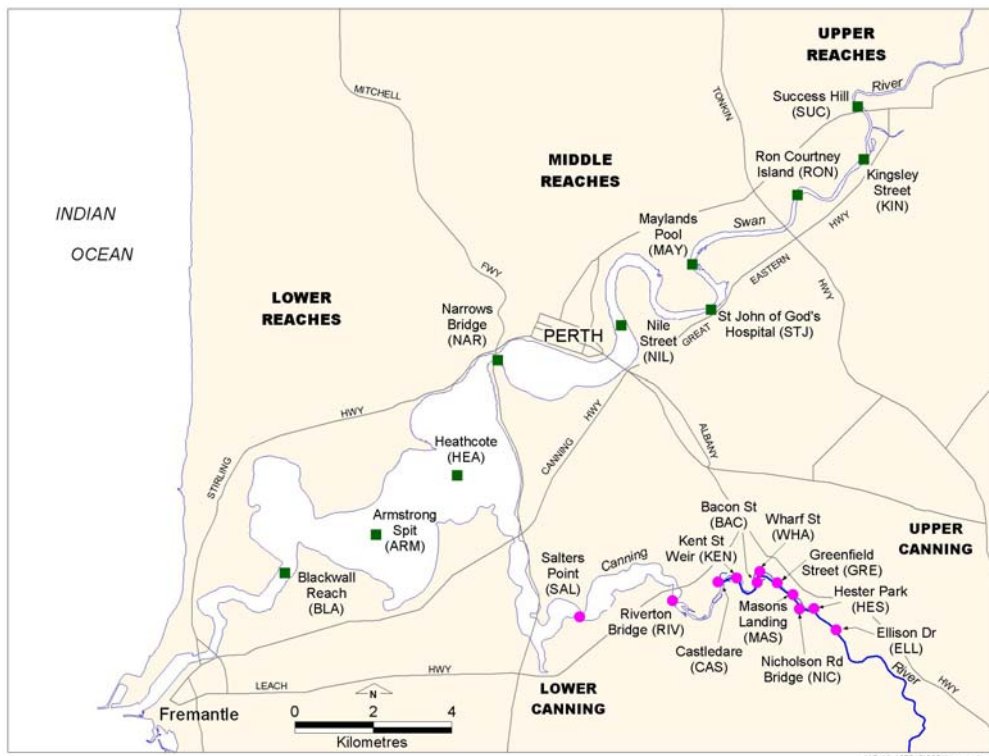 UPPER
REACHES
River
Success Hill
(SUC)
MITCHELL
TONKIN
MIDDLE
REACHES
Ron Courtney
Island (RON)
Kingsley
Street
(KIN)
INDIAN
OCEAN
Maylands
Pool
(MAY)
Swan
HWY
EASTERN
FWY
HWY
LOWER
REACHES
Narrows
Bridge
(NAR)
PERTH
Nile
Street
(NIL)
GREAT
St John of God's
Hospital (STJ)
HWY
STIRLING
HWY
CANNING
ALBANY
Heathcote
(HEA)
Armstrong
Spit
(ARM)
Blackwall
Reach
(BLA)
Bacon St
(BAC)
Wharf St
(WHA)
UPPER
CANNING
Kent St
Weir (KEN)
Greenfield
Street (GRE)
Salters
Point
(SAL)
Canning
Hester Park
(HES)
Masons
Landing
(MAS)
Riverton
Bridge (RIV)
Castledare
(CAS)
Nicholson Rd
Bridge (NIC)
Ellison Dr
(ELL)
River
HWY
LEACH
HWY
LOWER
CANNING
Fremantle
N
0 2 4
Kilometres